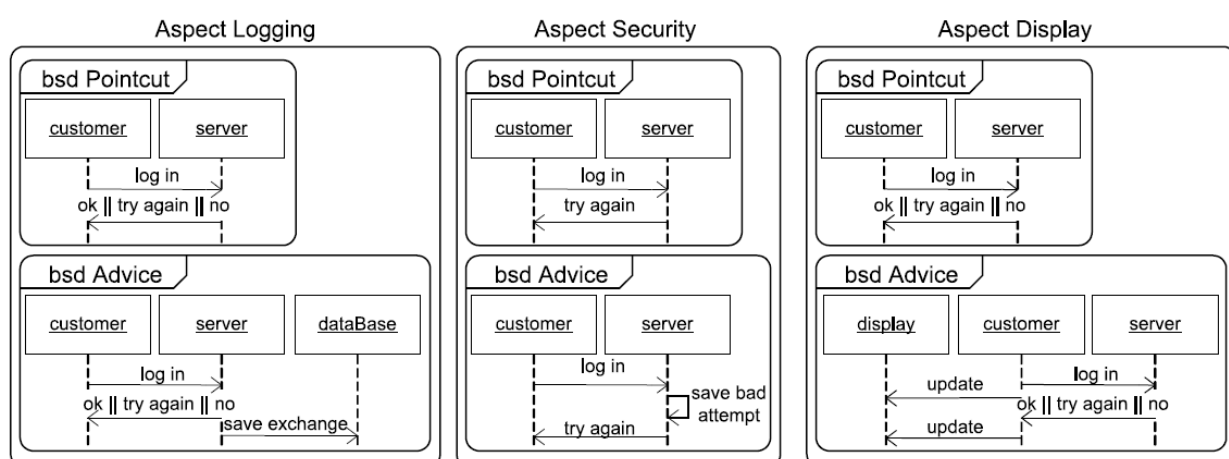 Aspect Logging
bsd Pointcut
customer server
log in
ok || try again || no
bsd Advice
customer server dataBase
log in
ok || try again || no
save exchange
Aspect Security
bsd Pointcut
customer server
log in
try again
bsd Advice
customer server
log in
save bad
attempt
try again
Aspect Display
bsd Pointcut
customer server
log in
ok || try again || no
bsd Advice
display customer server
update log in
ok || try again || no
update